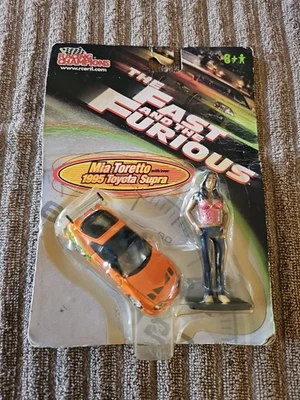 RACING
CHAMPIONS
www.rcertl.com
8+
THE
FAST
AND THE
FURIOUS
Mia Toretto
1995 Toyota Supra